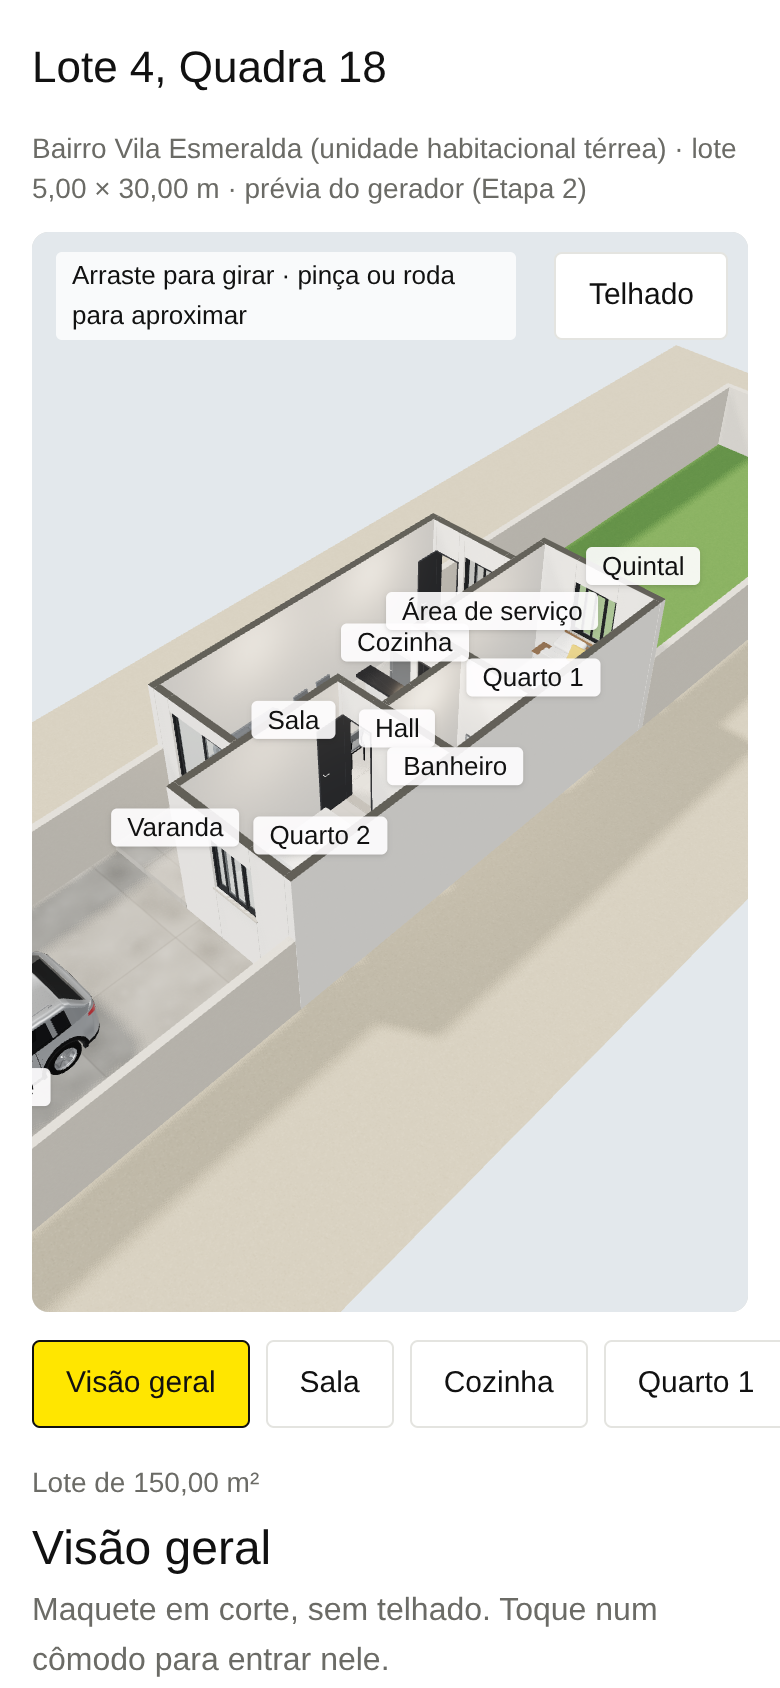 Lote 4, Quadra 18
Bairro Vila Esmeralda (unidade habitacional térrea) · lote
5,00 × 30,00 m · prévia do gerador (Etapa 2)
Arraste para girar · pinça ou roda
para aproximar
Telhado
Quintal
Área de serviço
Cozinha
Quarto 1
Sala
Hall
Banheiro
Varanda
Quarto 2
Visão geral
Sala
Cozinha
Quarto 1
Lote de 150,00 m²
Visão geral
Maquete em corte, sem telhado. Toque num
cômodo para entrar nele.